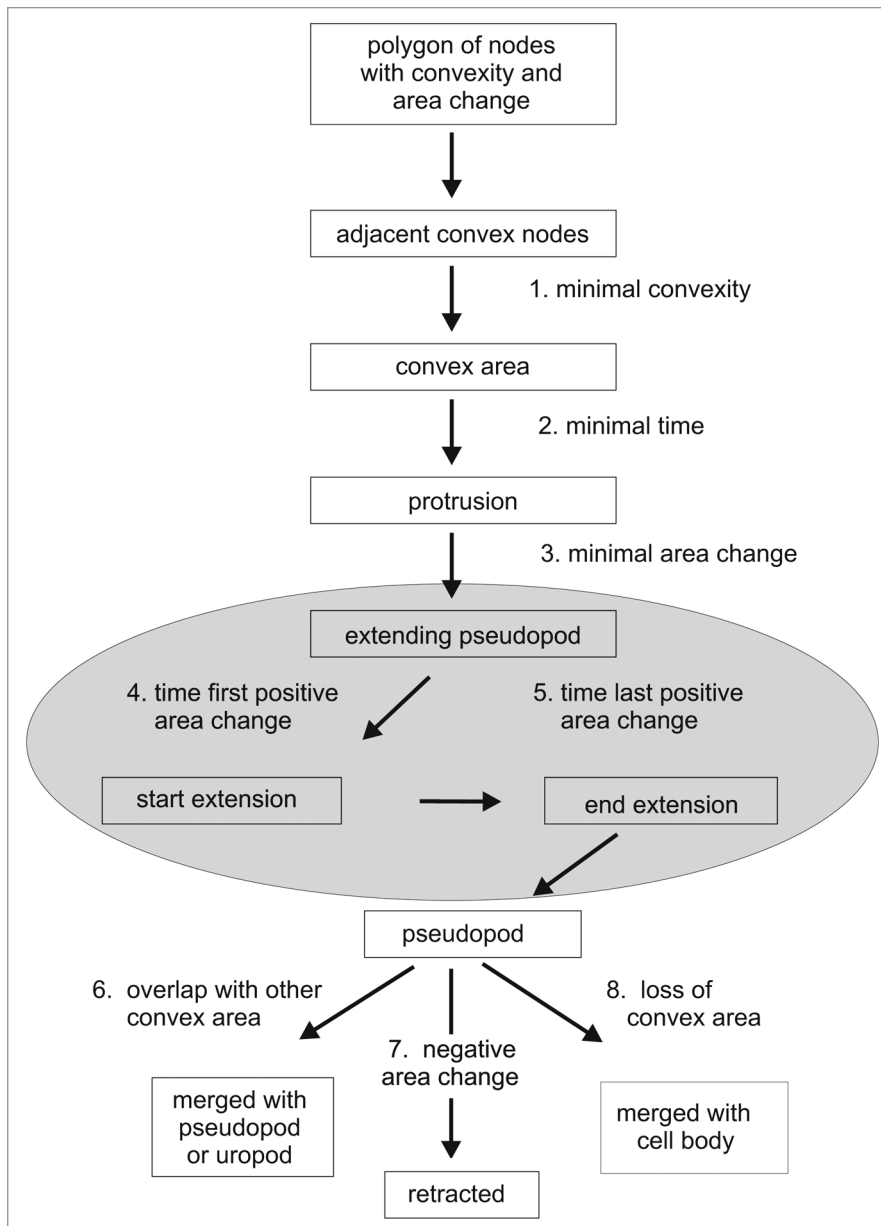 polygon of nodes
with convexity and
area change
adjacent convex nodes
1. minimal convexity
convex area
2. minimal time
protrusion
3. minimal area change
extending pseudopod
4. time first positive
area change
5. time last positive
area change
start extension
end extension
pseudopod
6. overlap with other
convex area
7. negative
area change
8. loss of
convex area
merged with
pseudopod
or uropod
retracted
merged with
cell body